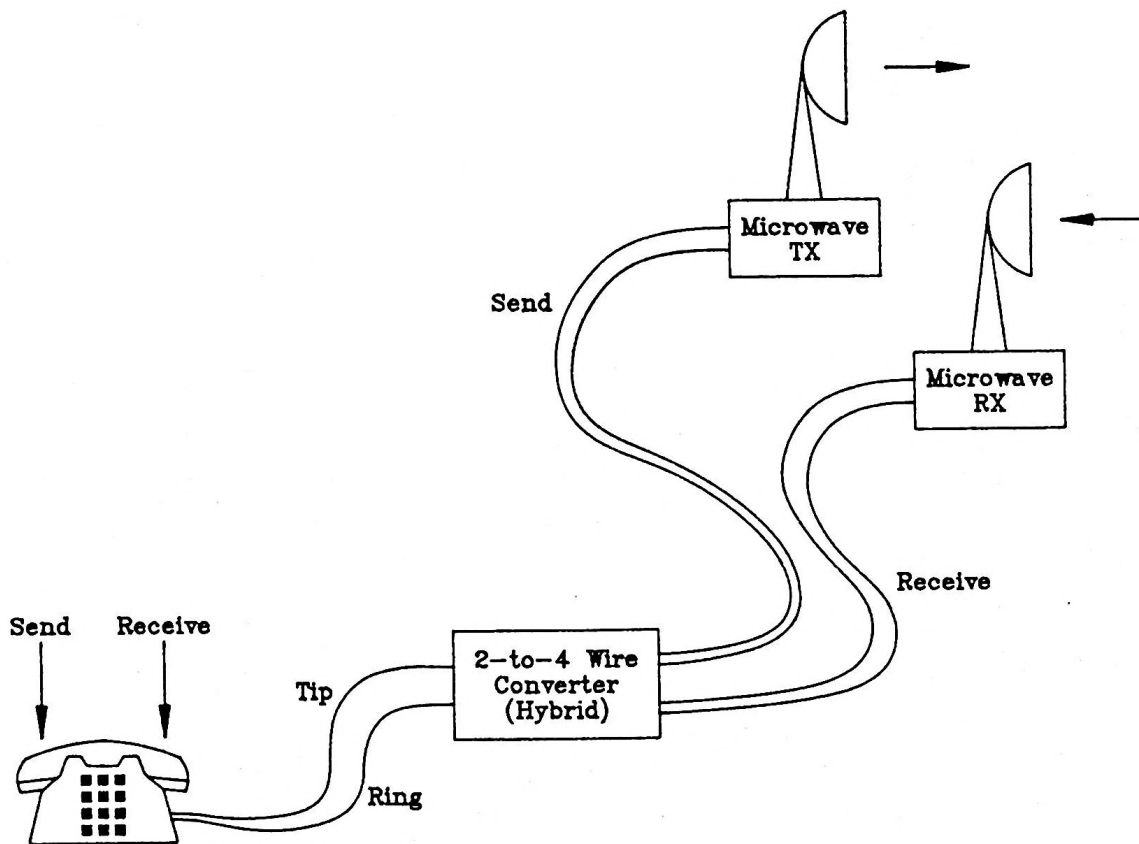 Microwave
TX
Send
Microwave
RX
Receive
Send Receive
2-to-4 Wire
Converter
(Hybrid)
Tip
Ring